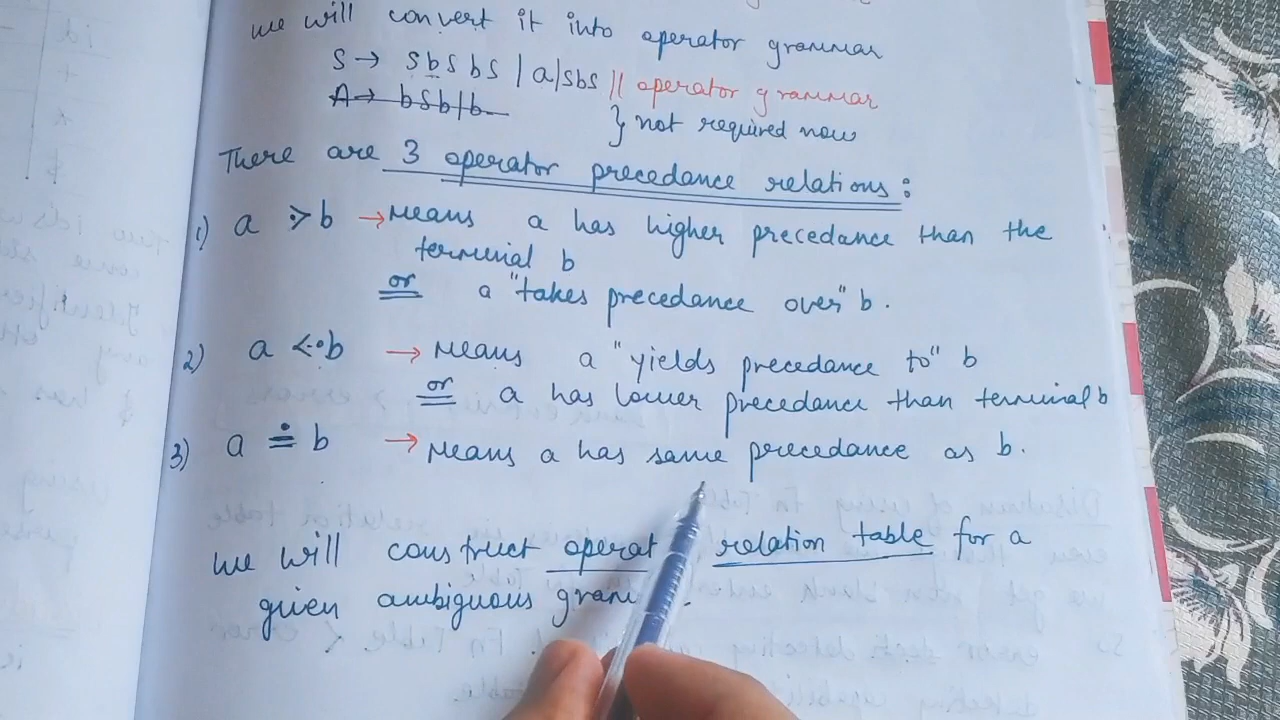 we will convert it into operator grammar
S → SbSbS | a | SbS // operator grammar
A → bSb | b } not required now
There are 3 operator precedance relations :
1) a ⋗ b → Means a has higher precedance than the
terminal b
or a "takes precedance over" b.
2) a ⋖ b → Means a "yields precedance to" b
or a has lower precedance than terminal b
3) a ≐ b → Means a has same precedance as b.
we will construct operat relation table for a
given ambiguous gram .